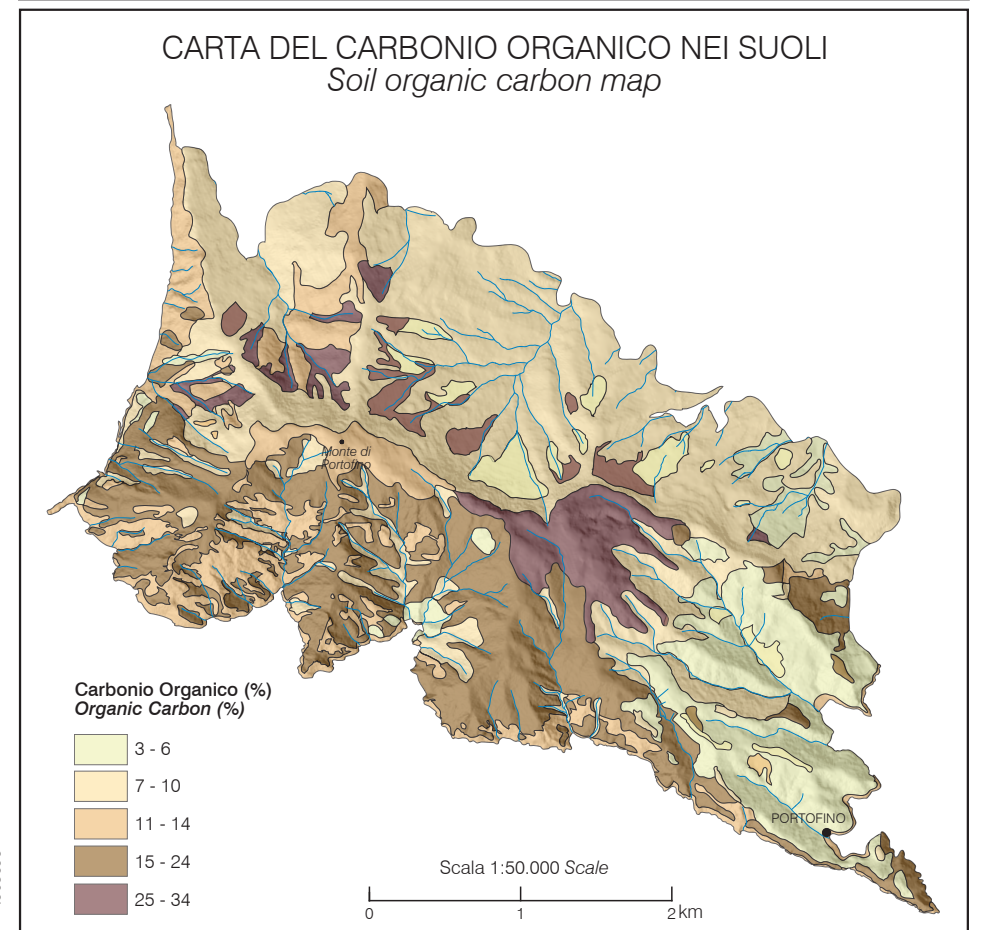 CARTA DEL CARBONIO ORGANICO NEI SUOLI
Soil organic carbon map
Monte di
Portofino
PORTOFINO
Carbonio Organico (%)
Organic Carbon (%)
3 - 6
7 - 10
11 - 14
15 - 24
25 - 34
Scala 1:50.000 Scale
0 1 2 km